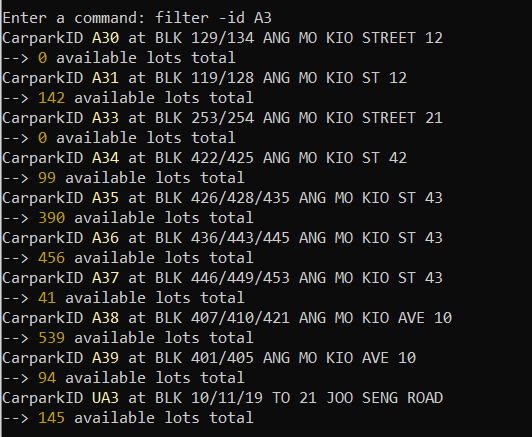 Enter a command: filter -id A3
CarparkID A30 at BLK 129/134 ANG MO KIO STREET 12
--> 0 available lots total
CarparkID A31 at BLK 119/128 ANG MO KIO ST 12
--> 142 available lots total
CarparkID A33 at BLK 253/254 ANG MO KIO STREET 21
--> 0 available lots total
CarparkID A34 at BLK 422/425 ANG MO KIO ST 42
--> 99 available lots total
CarparkID A35 at BLK 426/428/435 ANG MO KIO ST 43
--> 390 available lots total
CarparkID A36 at BLK 436/443/445 ANG MO KIO ST 43
--> 456 available lots total
CarparkID A37 at BLK 446/449/453 ANG MO KIO ST 43
--> 41 available lots total
CarparkID A38 at BLK 407/410/421 ANG MO KIO AVE 10
--> 539 available lots total
CarparkID A39 at BLK 401/405 ANG MO KIO AVE 10
--> 94 available lots total
CarparkID UA3 at BLK 10/11/19 TO 21 JOO SENG ROAD
--> 145 available lots total